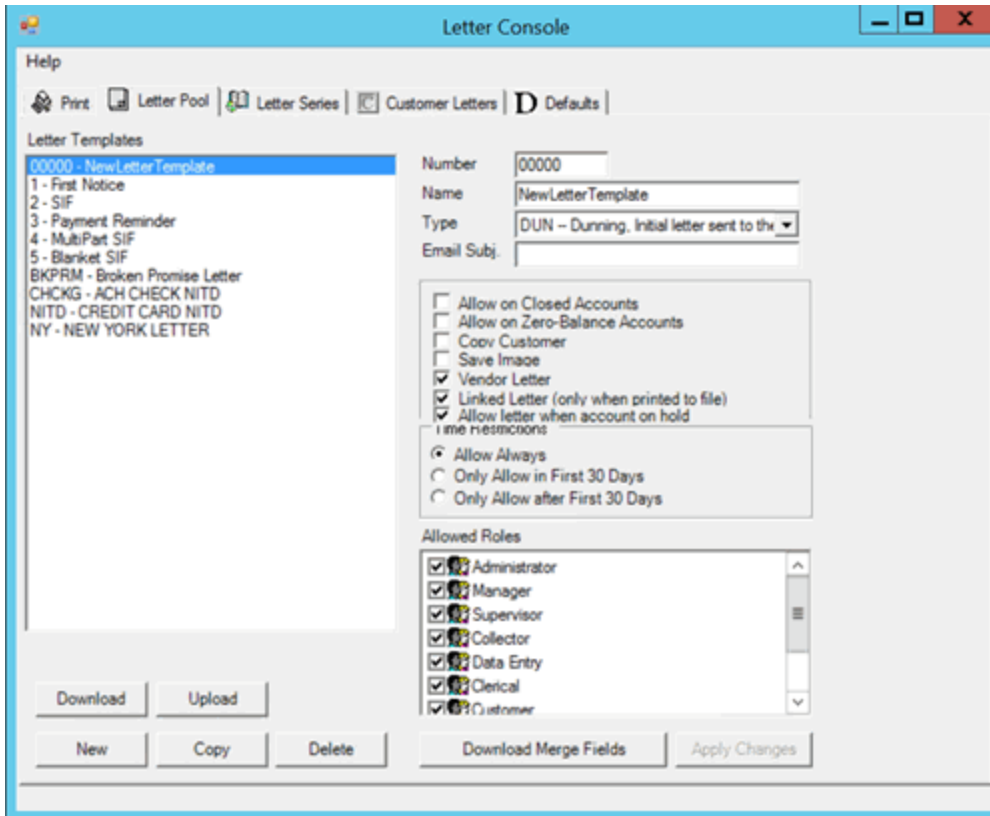 Letter Console
Help
Print Letter Pool Letter Series C Customer Letters D Defaults
Letter Templates
00000 - NewLetterTemplate
1 - First Notice
2 - SIF
3 - Payment Reminder
4 - MultiPart SIF
5 - Blanket SIF
BKPRM - Broken Promise Letter
CHCKG - ACH CHECK NITD
NITD - CREDIT CARD NITD
NY - NEW YORK LETTER
Download Upload
New Copy Delete
Number 00000
Name NewLetterTemplate
Type DUN -- Dunning, Initial letter sent to the
Email Subj.
Allow on Closed Accounts
Allow on Zero-Balance Accounts
Copy Customer
Save Image
Vendor Letter
Linked Letter (only when printed to file)
Allow letter when account on hold
Time Restrictions
Allow Always
Only Allow in First 30 Days
Only Allow after First 30 Days
Allowed Roles
Administrator
Manager
Supervisor
Collector
Data Entry
Clerical
Customer
Download Merge Fields Apply Changes